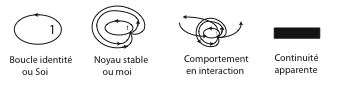 1
Boucle identité
ou Soi
Noyau stable
ou moi
Comportement
en interaction
Continuité
apparente